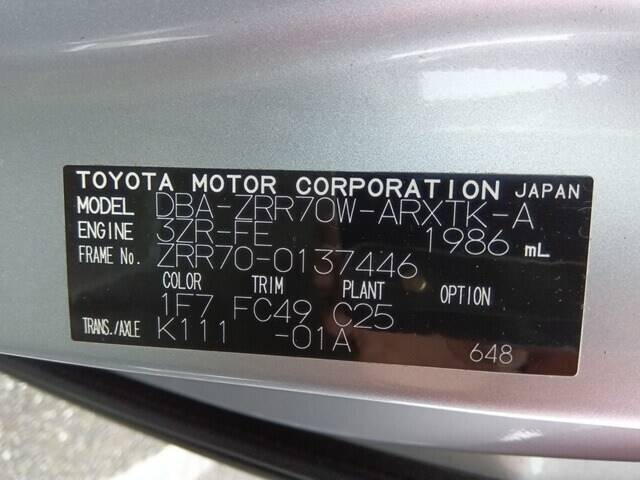 TOYOTA MOTOR CORPORATION JAPAN
MODEL DBA-ZRR70W-ARXTK-A
ENGINE 3ZR-FE 1986 mL
FRAME No. ZRR70-0137446
COLOR TRIM PLANT OPTION
1F7 FC49 C25
TRANS./AXLE K111 -01A
648